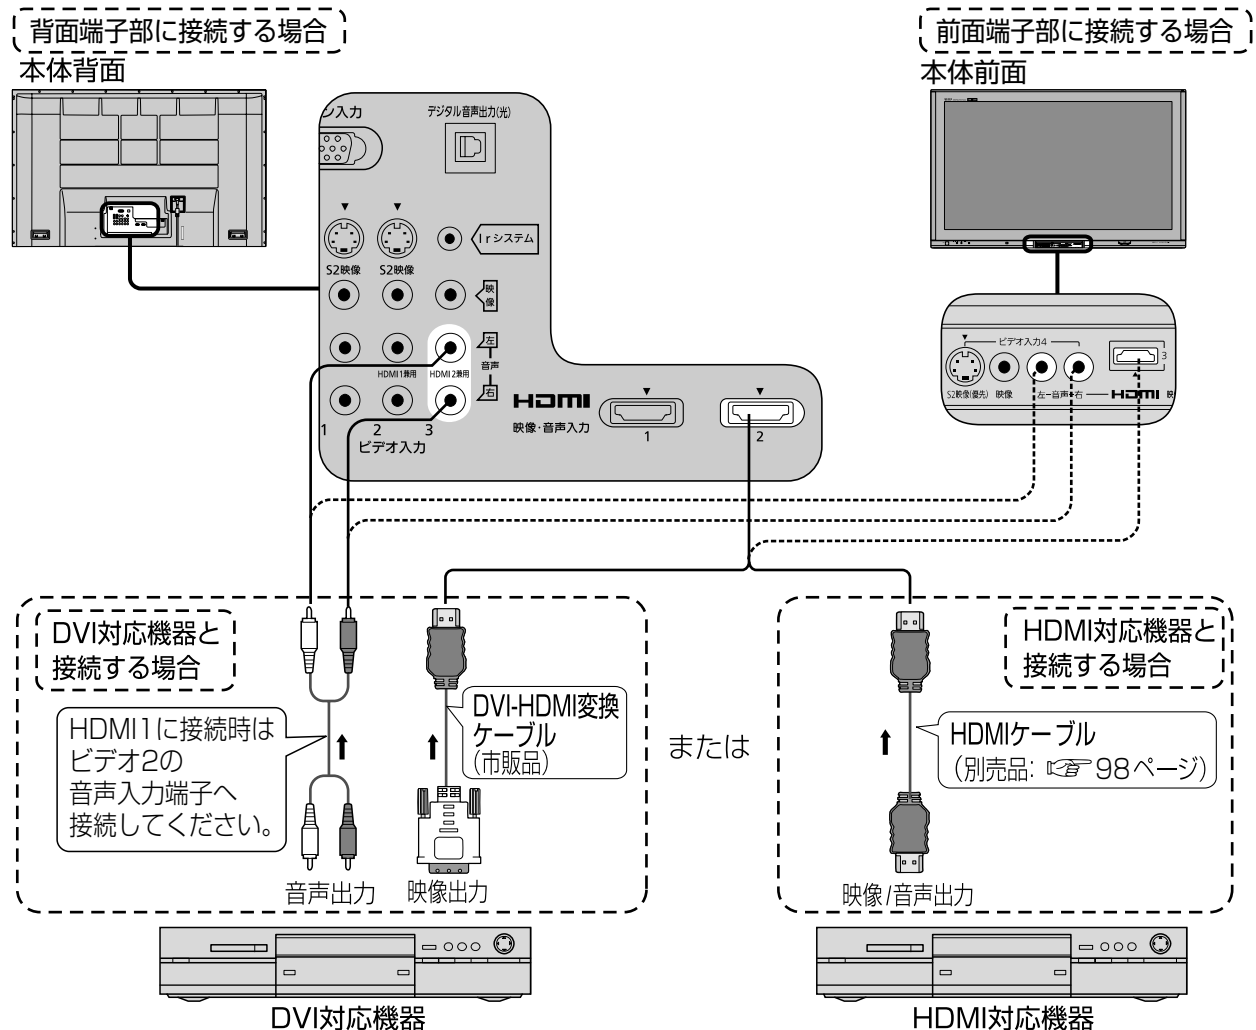 背面端子部に接続する場合
本体背面
前面端子部に接続する場合
本体前面
ン入力
デジタル音声出力(光)
Irシステム
S2映像
S2映像
映像
左
音声
右
HDMI1兼用
HDMI2兼用
1
2
3
ビデオ入力
HDMI
映像・音声入力
1
2
ビデオ入力4
3
S2映像(優先)
映像
左-音声-右
HDMI
映
DVI対応機器と
接続する場合
HDMI1に接続時は
ビデオ2の
音声入力端子へ
接続してください。
DVI-HDMI変換
ケーブル
(市販品)
音声出力
映像出力
または
HDMI対応機器と
接続する場合
HDMIケーブル
(別売品: ☞98ページ)
映像/音声出力
DVI対応機器
HDMI対応機器